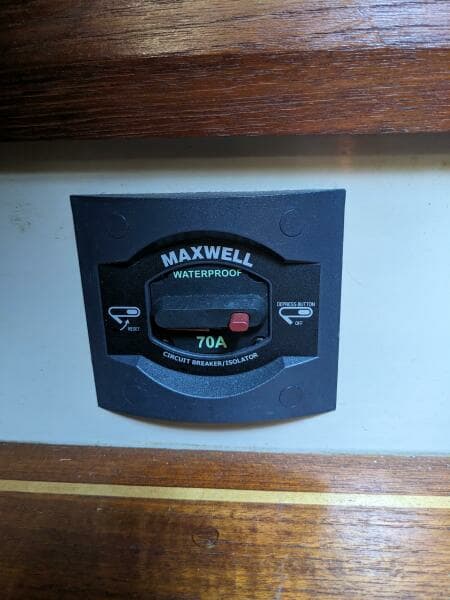 MAXWELL
WATERPROOF
RESET
DEPRESS BUTTON
OFF
70A
CIRCUIT BREAKER/ISOLATOR